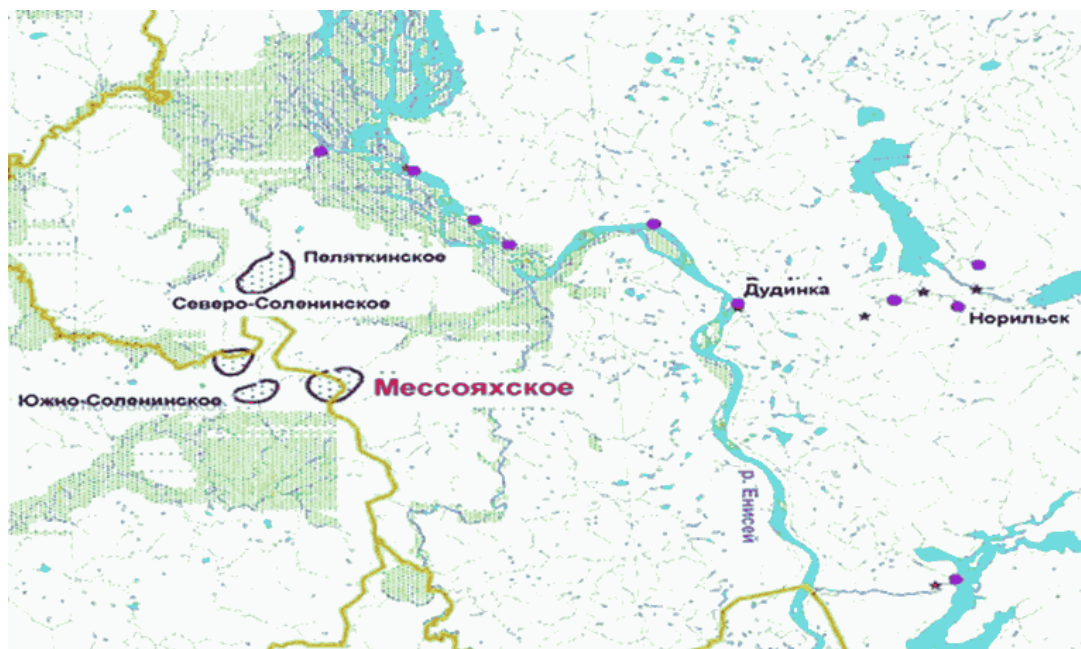 Пеляткинское
Северо-Соленинское
Дудинка
Норильск
Мессояхское
Южно-Соленинское
р. Енисей